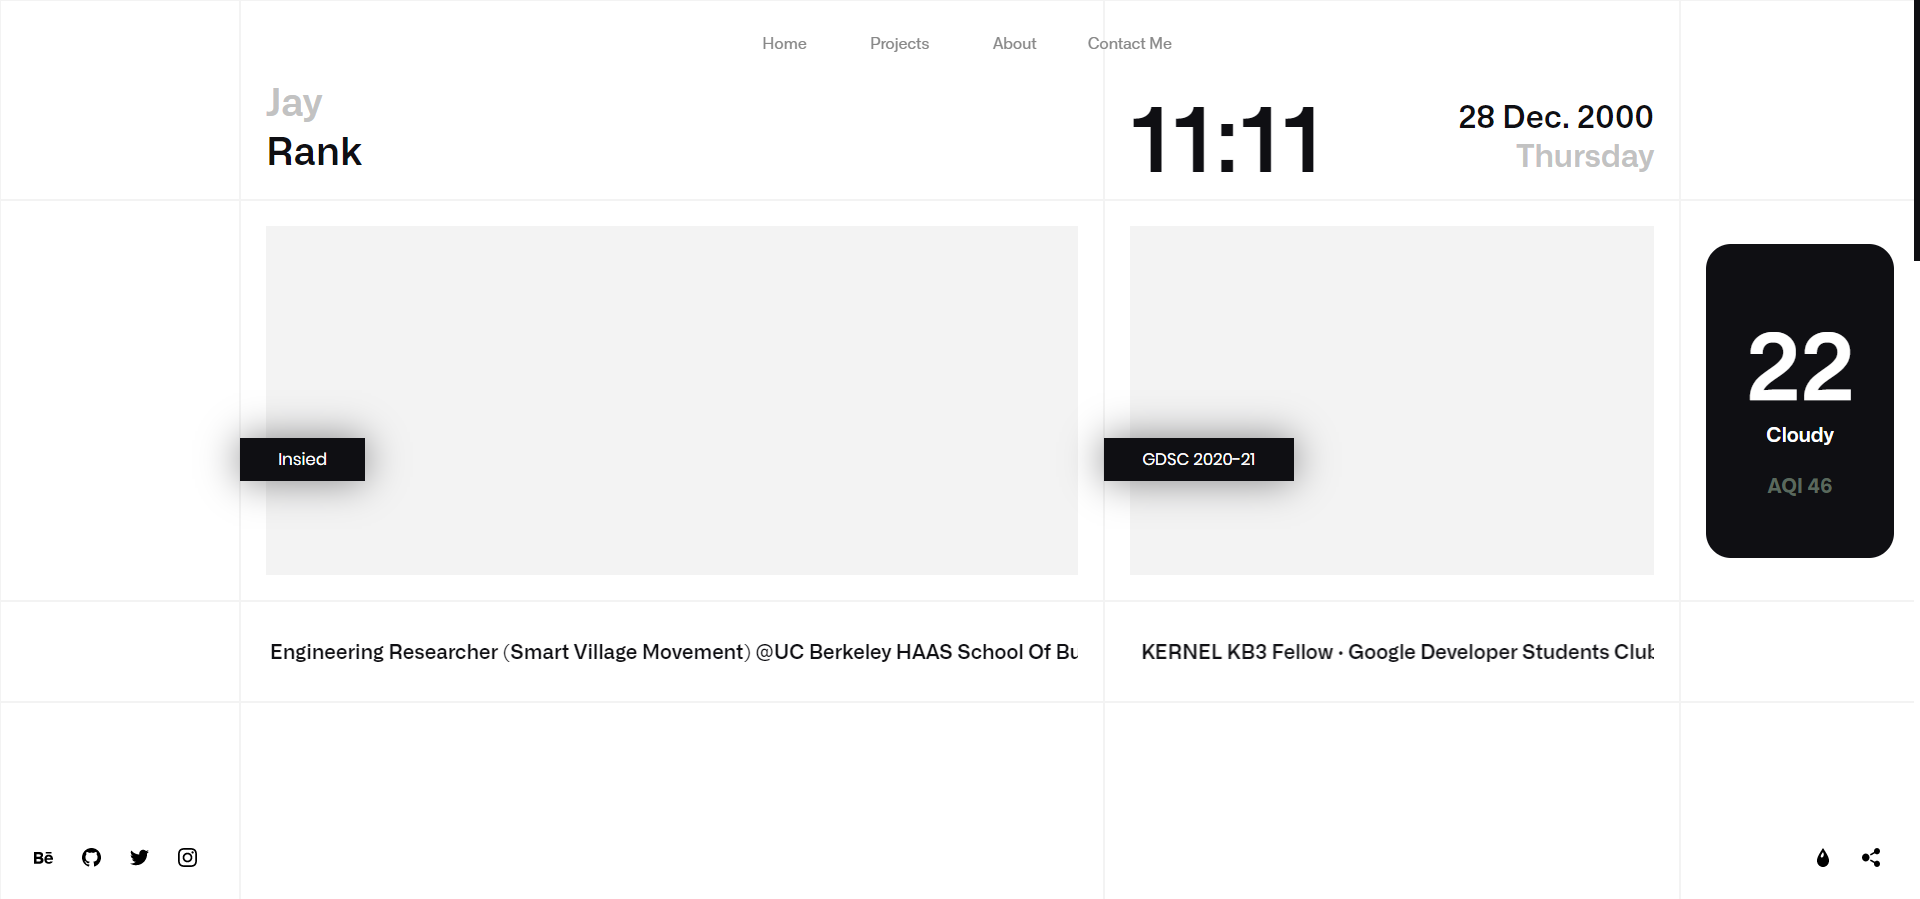 Home Projects About Contact Me
Jay
Rank
11:11
28 Dec. 2000
Thursday
22
Cloudy
AQI 46
Insied
GDSC 2020-21
Engineering Researcher (Smart Village Movement) @UC Berkeley HAAS School Of Bu
KERNEL KB3 Fellow • Google Developer Students Club
Bē